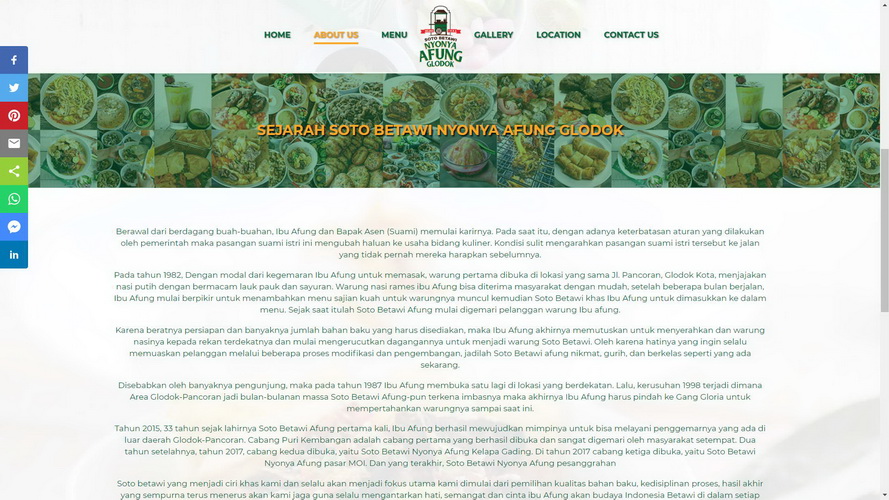 HOME
ABOUT US
MENU
SOTO BETAWI
NYONYA
AFUNG
GLODOK
GALLERY
LOCATION
CONTACT US
SEJARAH SOTO BETAWI NYONYA AFUNG GLODOK
Berawal dari berdagang buah-buahan, Ibu Afung dan Bapak Asen (Suami) memulai karirnya. Pada saat itu, dengan adanya keterbatasan aturan yang dilakukan
oleh pemerintah maka pasangan suami istri ini mengubah haluan ke usaha bidang kuliner. Kondisi sulit mengarahkan pasangan suami istri tersebut ke jalan
yang tidak pernah mereka harapkan sebelumnya.
Pada tahun 1982, Dengan modal dari kegemaran Ibu Afung untuk memasak, warung pertama dibuka di lokasi yang sama Jl. Pancoran, Glodok Kota, menjajakan
nasi putih dengan bermacam lauk pauk dan sayuran. Warung nasi rames ibu Afung bisa diterima masyarakat dengan mudah, setelah beberapa bulan berjalan,
Ibu Afung mulai berpikir untuk menambahkan menu sajian kuah untuk warungnya muncul kemudian Soto Betawi khas Ibu Afung untuk dimasukkan ke dalam
menu. Sejak saat itulah Soto Betawi Afung mulai digemari pelanggan warung Ibu afung.
Karena beratnya persiapan dan banyaknya jumlah bahan baku yang harus disediakan, maka Ibu Afung akhirnya memutuskan untuk menyerahkan dan warung
nasinya kepada rekan terdekatnya dan mulai mengerucutkan dagangannya untuk menjadi warung Soto Betawi. Oleh karena hatinya yang ingin selalu
memuaskan pelanggan melalui beberapa proses modifikasi dan pengembangan, jadilah Soto Betawi afung nikmat, gurih, dan berkelas seperti yang ada
sekarang.
Disebabkan oleh banyaknya pengunjung, maka pada tahun 1987 Ibu Afung membuka satu lagi di lokasi yang berdekatan. Lalu, kerusuhan 1998 terjadi dimana
Area Glodok-Pancoran jadi bulan-bulanan massa Soto Betawi Afung-pun terkena imbasnya maka akhirnya Ibu Afung harus pindah ke Gang Gloria untuk
mempertahankan warungnya sampai saat ini.
Tahun 2015, 33 tahun sejak lahirnya Soto Betawi Afung pertama kali, Ibu Afung berhasil mewujudkan mimpinya untuk bisa melayani penggemarnya yang ada di
luar daerah Glodok-Pancoran. Cabang Puri Kembangan adalah cabang pertama yang berhasil dibuka dan sangat digemari oleh masyarakat setempat. Dua
tahun setelahnya, tahun 2017, cabang kedua dibuka, yaitu Soto Betawi Nyonya Afung Kelapa Gading. Di tahun 2017 cabang ketiga dibuka, yaitu Soto Betawi
Nyonya Afung pasar MOI. Dan yang terakhir, Soto Betawi Nyonya Afung pesanggrahan
Soto betawi yang menjadi ciri khas kami dan selalu akan menjadi fokus utama kami dimulai dari pemilihan kualitas bahan baku, kedisiplinan proses, hasil akhir
yang sempurna terus menerus akan kami jaga guna selalu mengantarkan hati, semangat dan cinta ibu Afung akan budaya Indonesia Betawi di dalam setiap